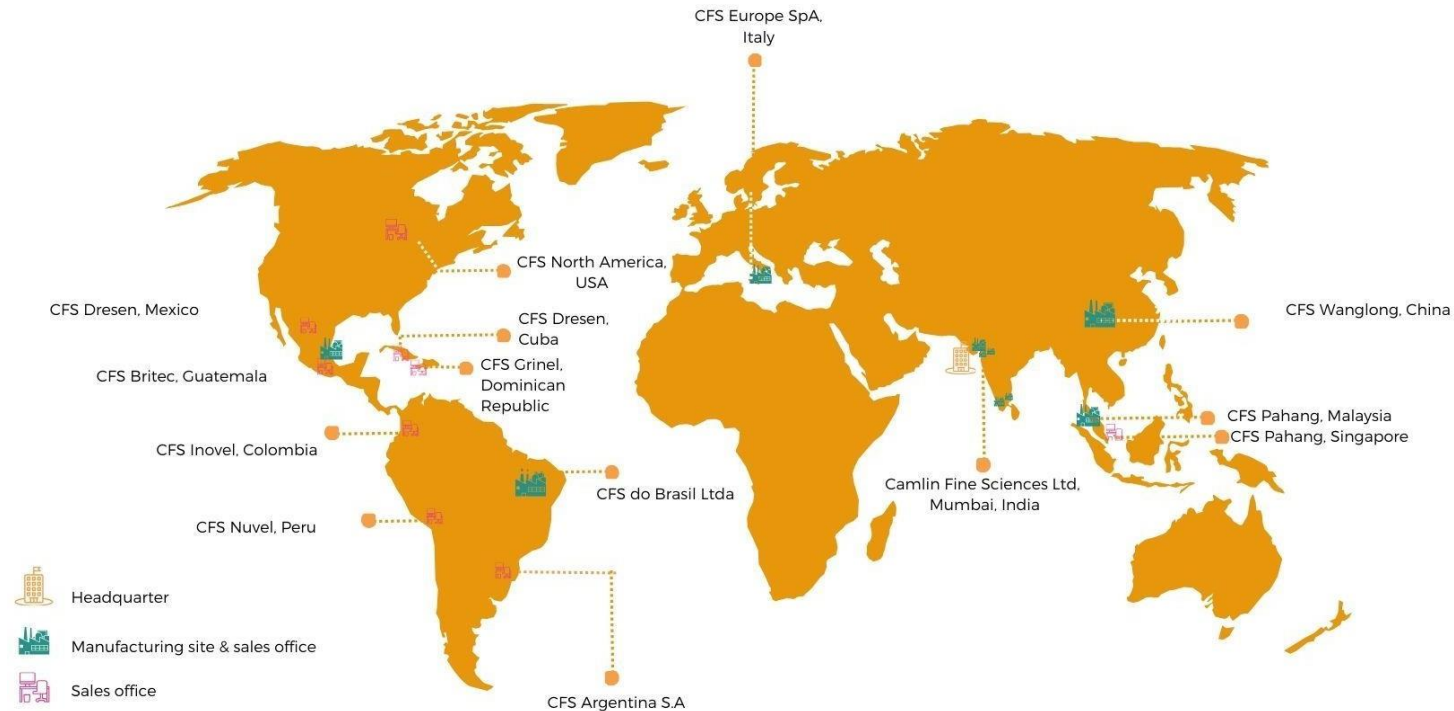 CFS Europe SpA,
Italy
CFS North America,
USA
CFS Dresen, Mexico
CFS Dresen,
Cuba
CFS Wanglong, China
CFS Britec, Guatemala
CFS Grinel,
Dominican
Republic
CFS Pahang, Malaysia
CFS Pahang, Singapore
CFS Inovel, Colombia
CFS do Brasil Ltda
Camlin Fine Sciences Ltd,
Mumbai, India
CFS Nuvel, Peru
Headquarter
Manufacturing site & sales office
Sales office
CFS Argentina S.A